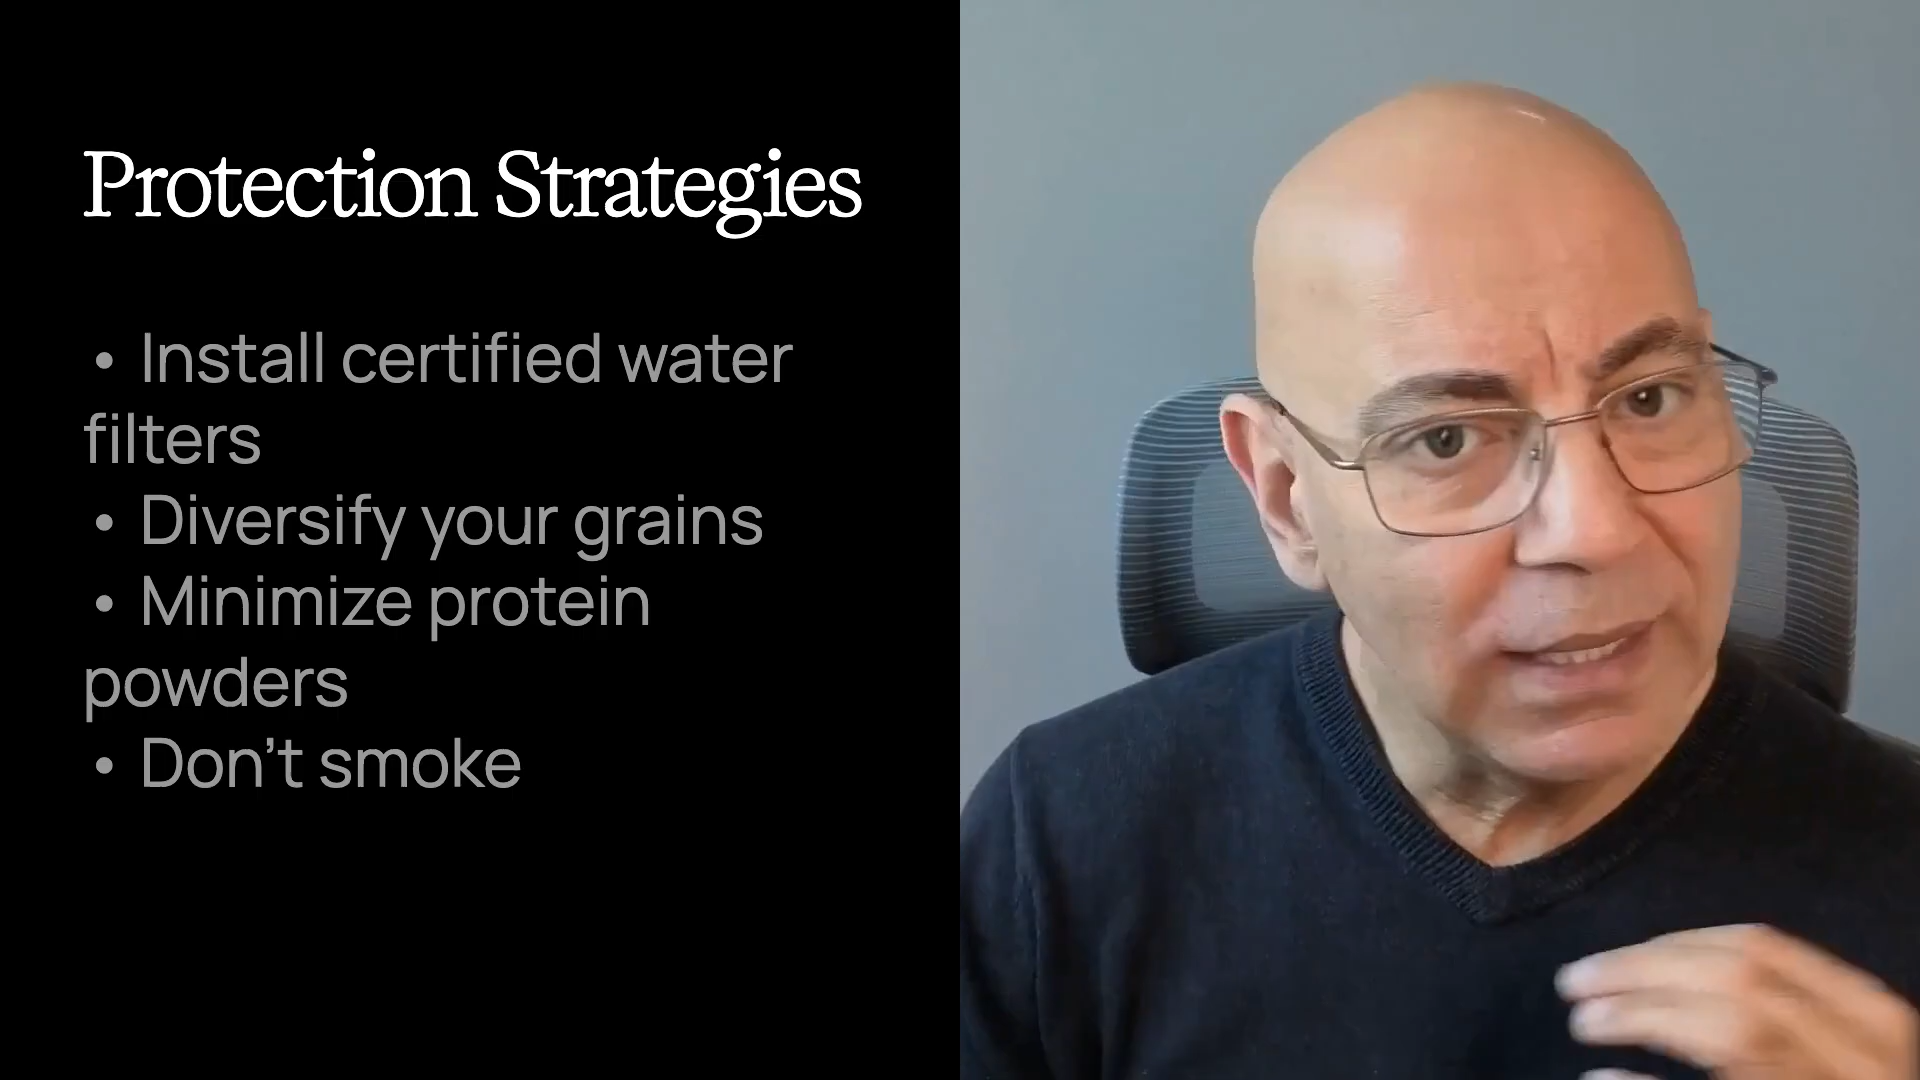 Protection Strategies
• Install certified water
filters
• Diversify your grains
• Minimize protein
powders
• Don’t smoke